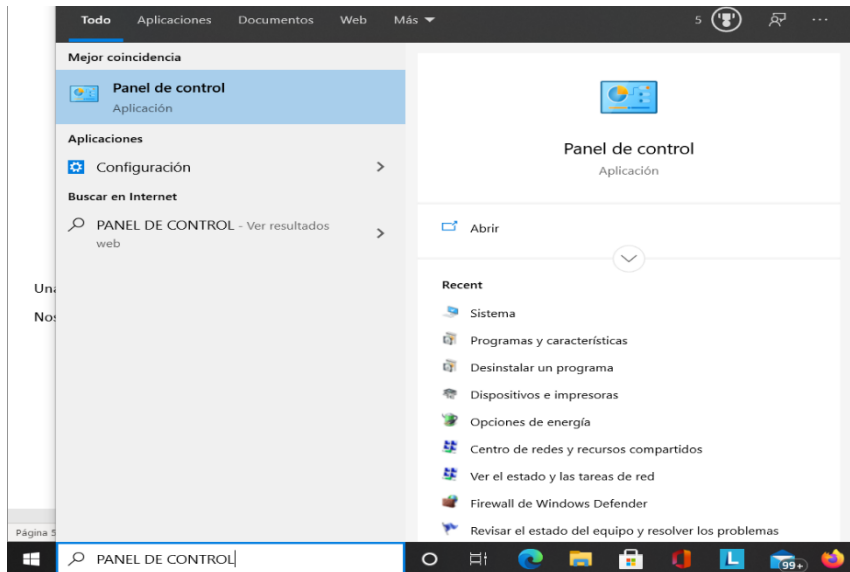 Todo Aplicaciones Documentos Web Más 5 ...
Mejor coincidencia
Panel de control
Aplicación
Aplicaciones
Configuración
Buscar en Internet
PANEL DE CONTROL - Ver resultados
web
Panel de control
Aplicación
Abrir
Recent
Sistema
Programas y características
Desinstalar un programa
Dispositivos e impresoras
Opciones de energía
Centro de redes y recursos compartidos
Ver el estado y las tareas de red
Firewall de Windows Defender
Revisar el estado del equipo y resolver los problemas
Una
Nos
Página 5
PANEL DE CONTROL
L
99+